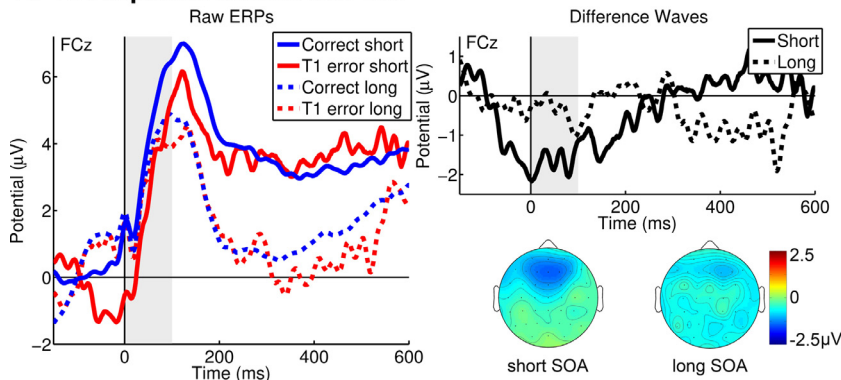 Raw ERPs
FCz
Correct short
T1 error short
Correct long
T1 error long
Potential (µV)
6
4
2
0
−2
0
200
400
600
Time (ms)
Difference Waves
FCz
Short
Long
Potential (µV)
1
0
−1
−2
0
200
400
600
Time (ms)
short SOA
long SOA
2.5
0
-2.5µV